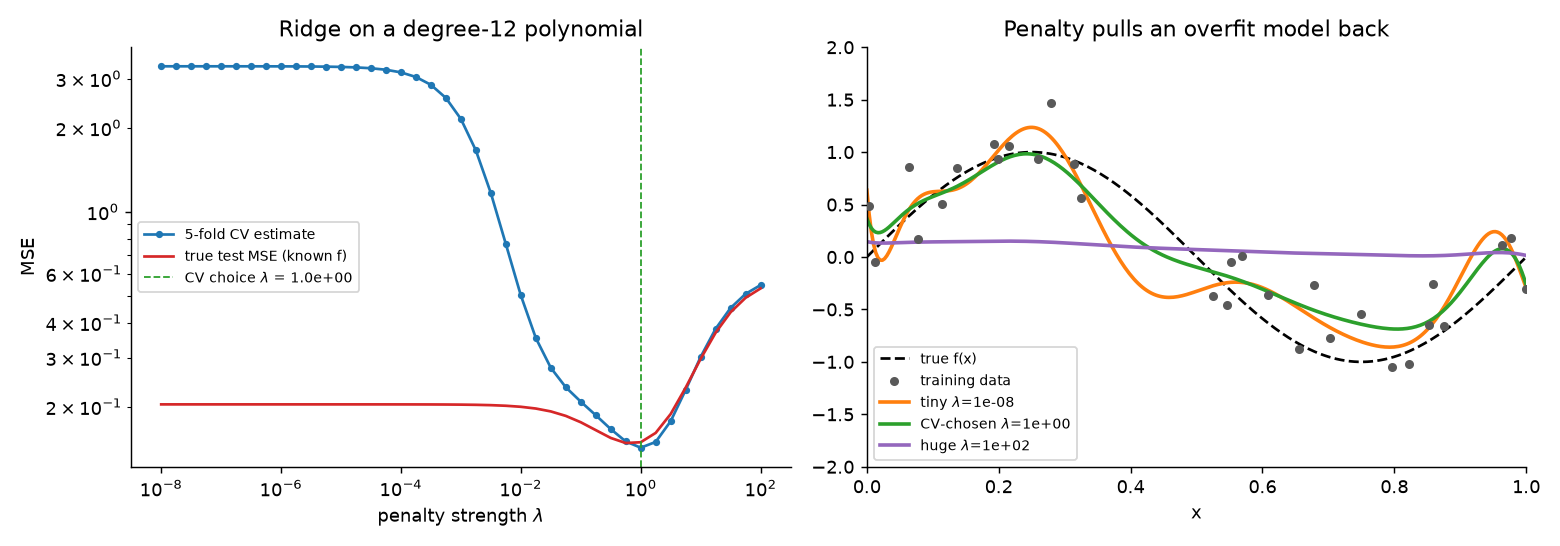 Ridge on a degree-12 polynomial
MSE
3 × 10⁰
2 × 10⁰
10⁰
6 × 10⁻¹
4 × 10⁻¹
3 × 10⁻¹
2 × 10⁻¹
5-fold CV estimate
true test MSE (known f)
CV choice λ = 1.0e+00
10⁻⁸
10⁻⁶
10⁻⁴
10⁻²
10⁰
10²
penalty strength λ
Penalty pulls an overfit model back
2.0
1.5
1.0
0.5
0.0
−0.5
−1.0
−1.5
−2.0
true f(x)
training data
tiny λ=1e-08
CV-chosen λ=1e+00
huge λ=1e+02
0.0
0.2
0.4
0.6
0.8
1.0
x